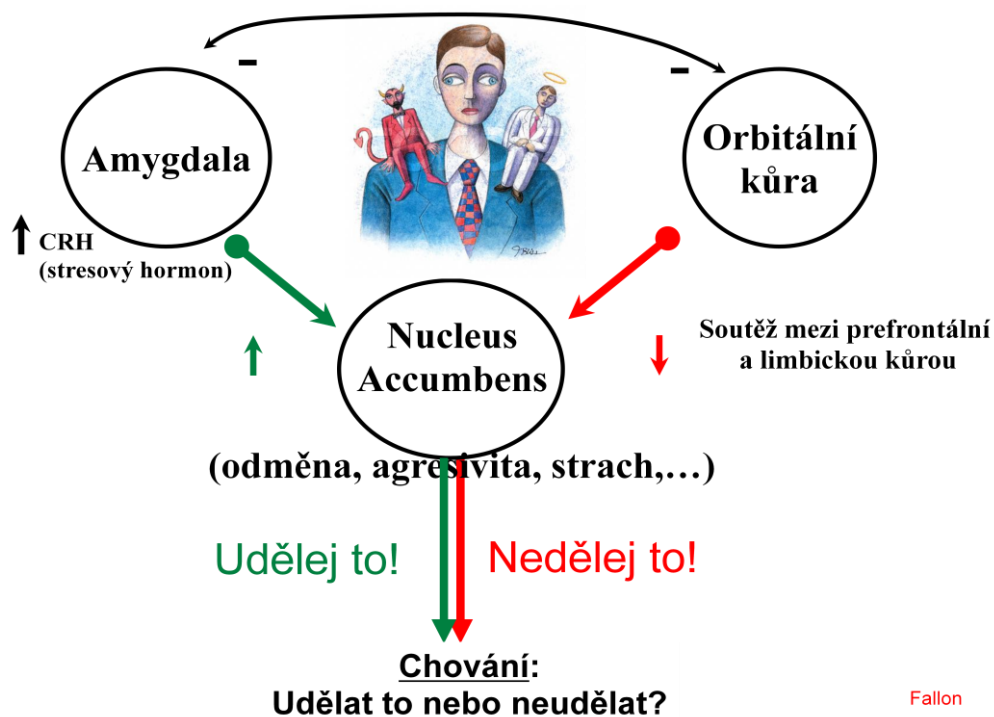 -
-
Amygdala
Orbitální
kůra
CRH
(stresový hormon)
Nucleus
Accumbens
Soutěž mezi prefrontální
a limbickou kůrou
(odměna, agresivita, strach,…)
Udělej to!
Nedělej to!
Chování:
Udělat to nebo neudělat?
Fallon